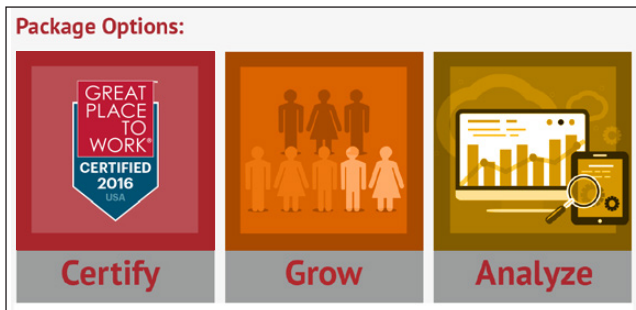 Package Options:
GREAT
PLACE
TO
WORK®
CERTIFIED
2016
USA
Certify
Grow
Analyze